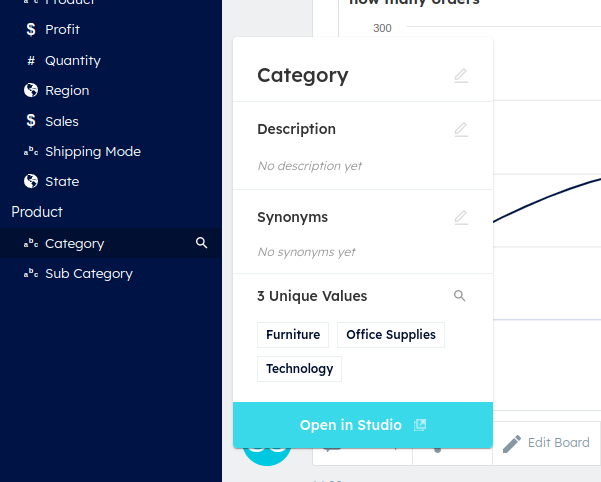 Product
Profit
# Quantity
Region
Sales
Shipping Mode
State
Product
Category
Sub Category
how many orders
300
Category
Description
No description yet
Synonyms
No synonyms yet
3 Unique Values
Furniture
Office Supplies
Technology
Open in Studio
Edit Board